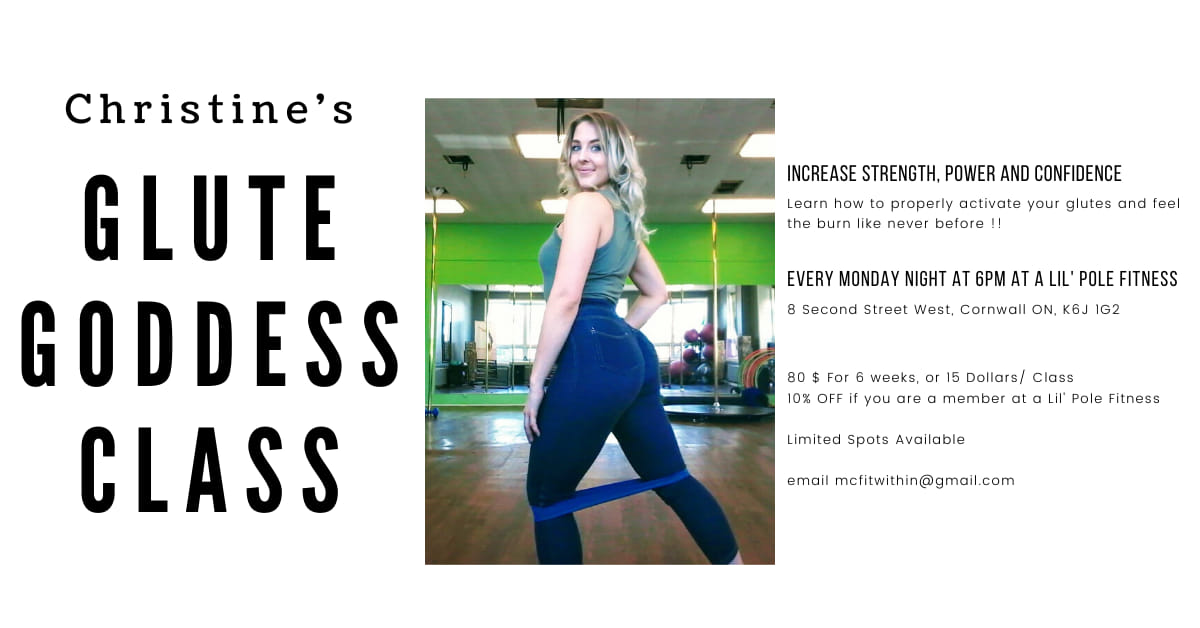 Christine's
GLUTE
GODDESS
CLASS
INCREASE STRENGTH, POWER AND CONFIDENCE
Learn how to properly activate your glutes and feel
the burn like never before !!
EVERY MONDAY NIGHT AT 6PM AT A LIL' POLE FITNESS
8 Second Street West, Cornwall ON, K6J 1G2
80 $ For 6 weeks, or 15 Dollars/ Class
10% OFF if you are a member at a Lil' Pole Fitness
Limited Spots Available
email mcfitwithin@gmail.com